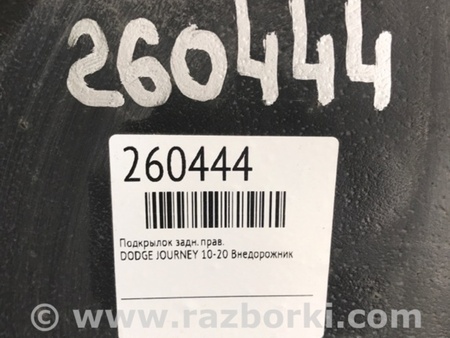 260444
260444
Подкрылок задн. прав.
DODGE JOURNEY 10-20 Внедорожник
© www.razborki.com